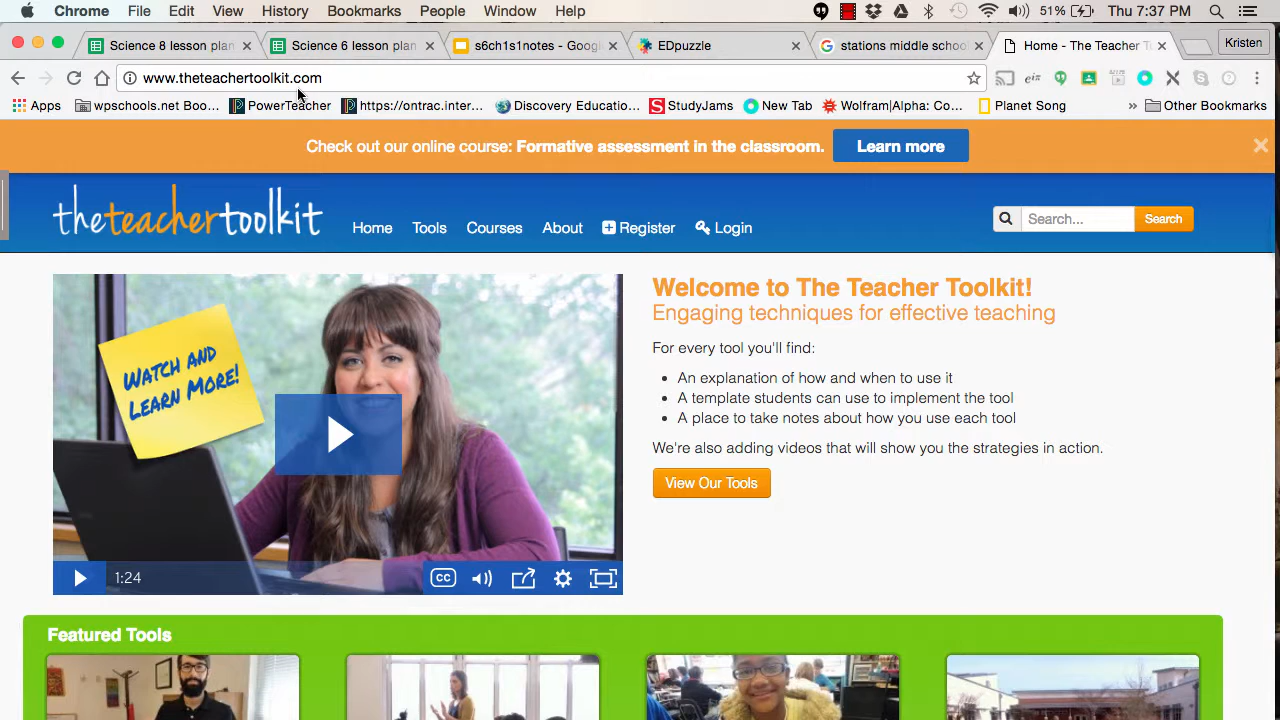 Chrome File Edit View History Bookmarks People Window Help 51% Thu 7:37 PM
Science 8 lesson plan Science 6 lesson plan s6ch1s1notes - Googl EDpuzzle stations middle schoo Home - The Teacher T Kristen
www.theteachertoolkit.com
Apps wpschools.net Boo... PowerTeacher https://ontrac.inter... Discovery Educatio... StudyJams New Tab Wolfram|Alpha: Co... Planet Song » Other Bookmarks
Check out our online course: Formative assessment in the classroom. Learn more
theteachertoolkit Home Tools Courses About Register Login Search... Search
WATCH AND
LEARN MORE!
1:24 CC
Welcome to The Teacher Toolkit!
Engaging techniques for effective teaching
For every tool you'll find:
• An explanation of how and when to use it
• A template students can use to implement the tool
• A place to take notes about how you use each tool
We're also adding videos that will show you the strategies in action.
View Our Tools
Featured Tools